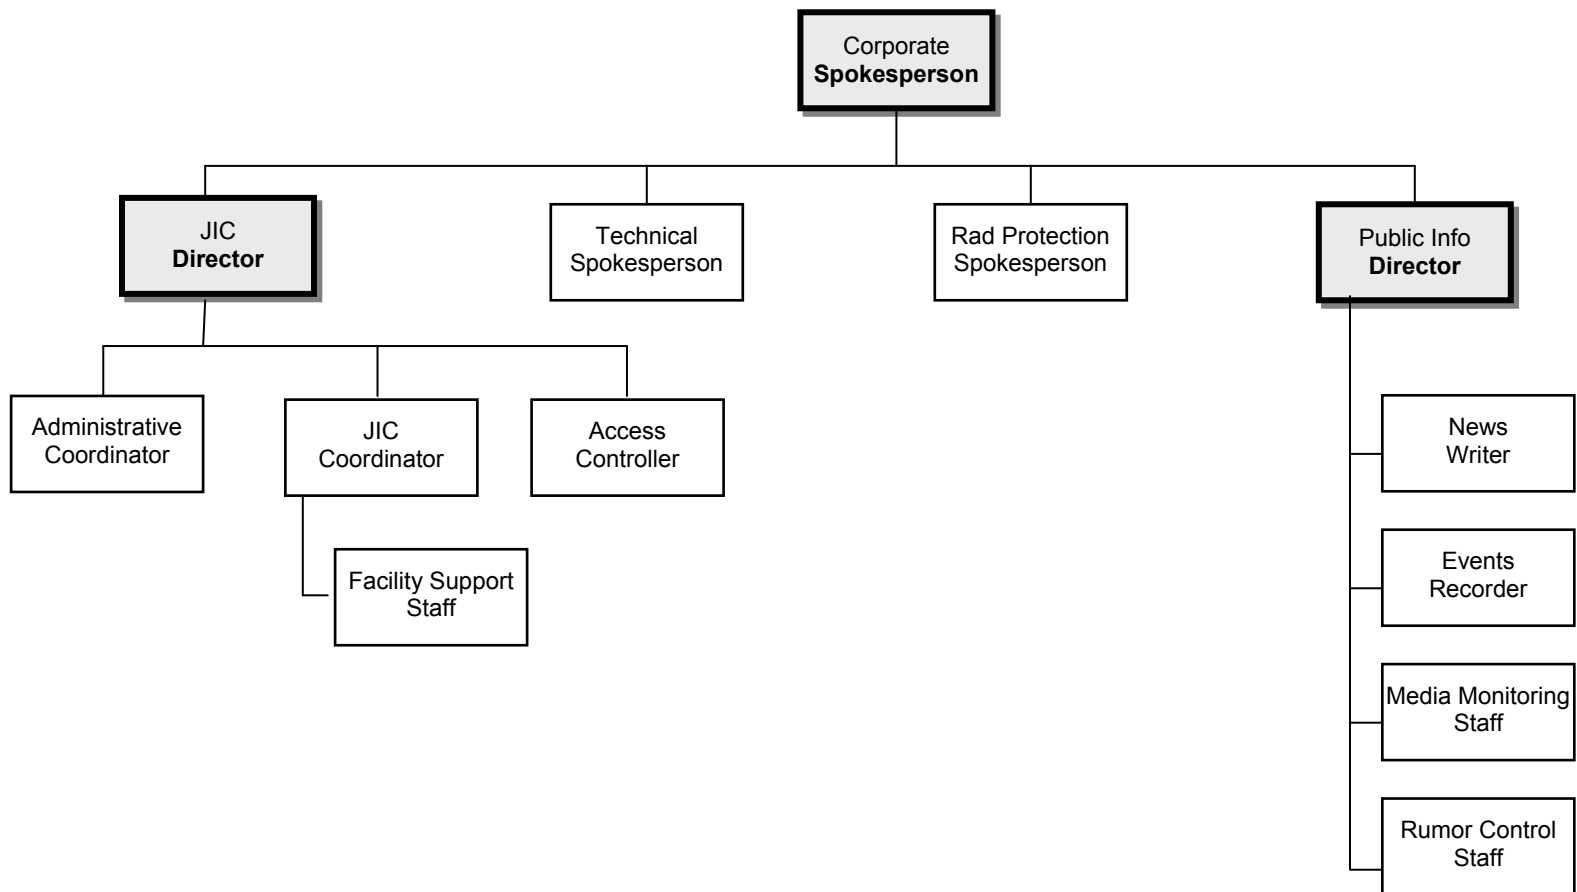 Corporate
Spokesperson
JIC
Director
Technical
Spokesperson
Rad Protection
Spokesperson
Public Info
Director
Administrative
Coordinator
JIC
Coordinator
Access
Controller
Facility Support
Staff
News
Writer
Events
Recorder
Media Monitoring
Staff
Rumor Control
Staff